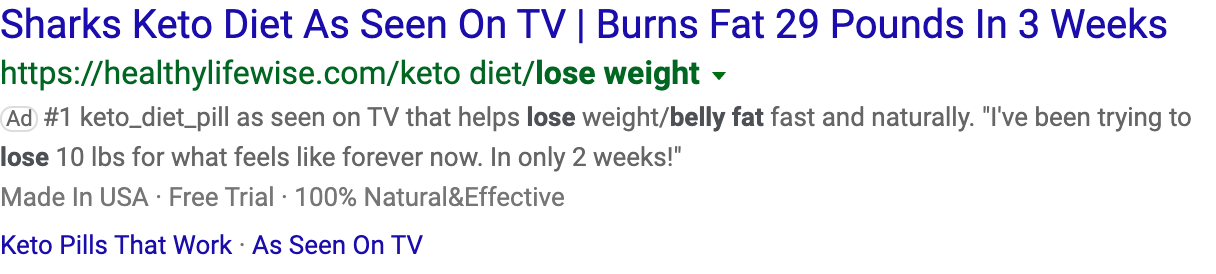 Sharks Keto Diet As Seen On TV | Burns Fat 29 Pounds In 3 Weeks
https://healthylifewise.com/keto diet/lose weight
Ad #1 keto_diet_pill as seen on TV that helps lose weight/belly fat fast and naturally. "I've been trying to
lose 10 lbs for what feels like forever now. In only 2 weeks!"
Made In USA · Free Trial · 100% Natural&Effective
Keto Pills That Work · As Seen On TV